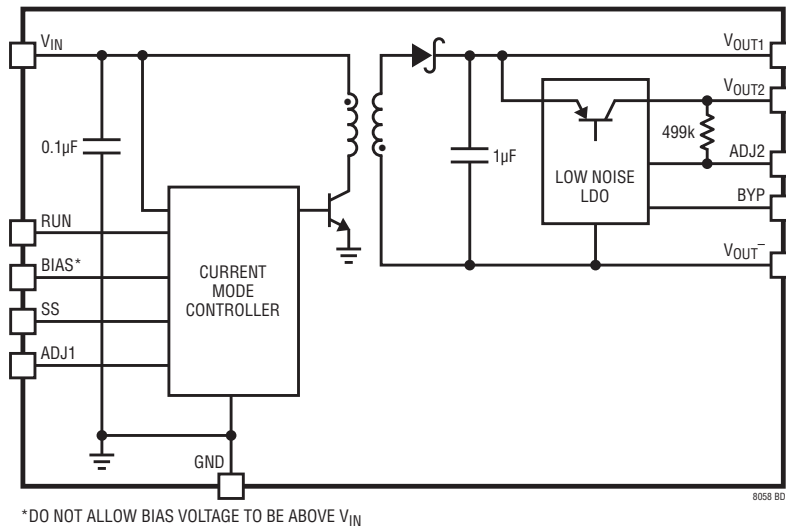 VIN
VOUT1
VOUT2
499k
0.1µF
1µF
ADJ2
LOW NOISE
LDO
BYP
RUN
BIAS*
CURRENT
MODE
CONTROLLER
VOUT–
SS
ADJ1
GND
8058 BD
*DO NOT ALLOW BIAS VOLTAGE TO BE ABOVE VIN